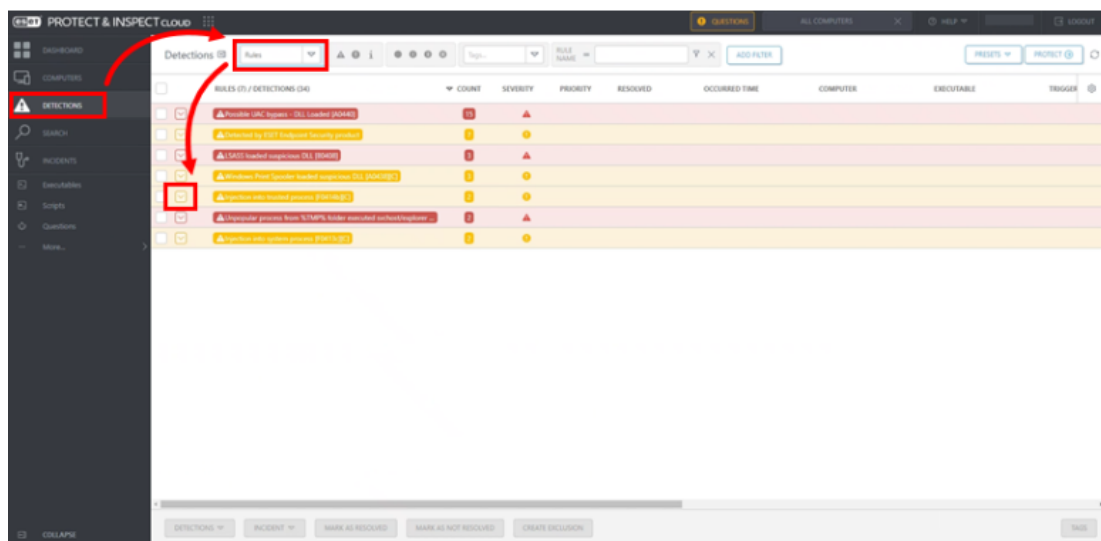 eset PROTECT & INSPECT CLOUD
QUESTIONS
ALL COMPUTERS
HELP
LOGOUT
DASHBOARD
COMPUTERS
DETECTIONS
SEARCH
INCIDENTS
Executables
Scripts
Questions
More...
COLLAPSE
Detections
Rules
Tags...
RULE NAME =
ADD FILTER
PRESETS
PROTECT
RULES (7) / DETECTIONS (34) COUNT SEVERITY PRIORITY RESOLVED OCCURRED TIME COMPUTER EXECUTABLE TRIGGER
Possible UAC bypass - DLL Loaded [A0440] 15
Detected by ESET Endpoint Security product
LSASS loaded suspicious DLL
Windows Print Spooler loaded suspicious DLL
Injection into trusted process
Unpopular process from %TMP% folder executed svchost/explorer ... 2
Injection into system process
DETECTIONS INCIDENT MARK AS RESOLVED MARK AS NOT RESOLVED CREATE EXCLUSION TAGS